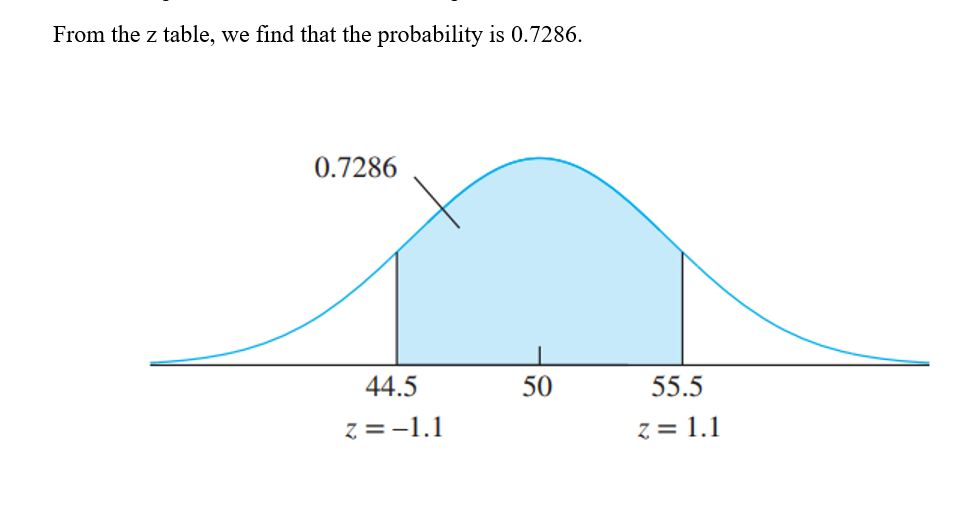 From the z table, we find that the probability is 0.7286.
0.7286
44.5 50 55.5
z = –1.1 z = 1.1